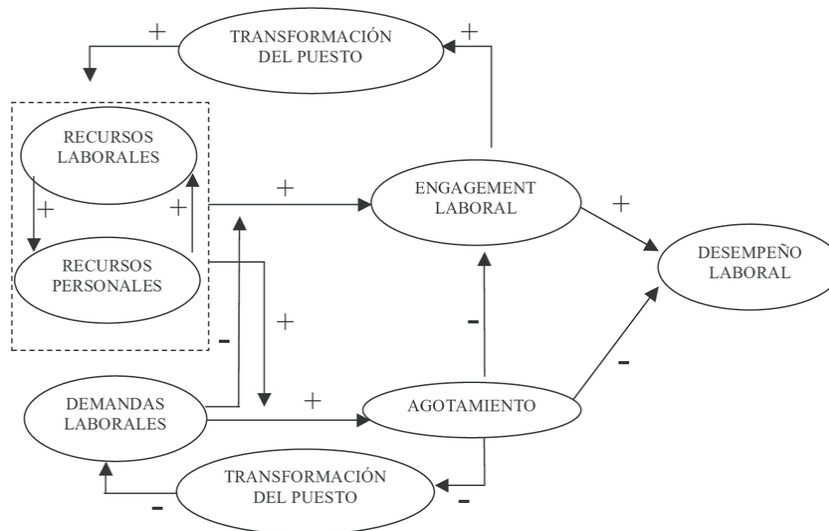 +
TRANSFORMACIÓN
DEL PUESTO
+
RECURSOS
LABORALES
+
+
RECURSOS
PERSONALES
+
ENGAGEMENT
LABORAL
+
DESEMPEÑO
LABORAL
-
+
-
-
DEMANDAS
LABORALES
+
AGOTAMIENTO
-
TRANSFORMACIÓN
DEL PUESTO
-